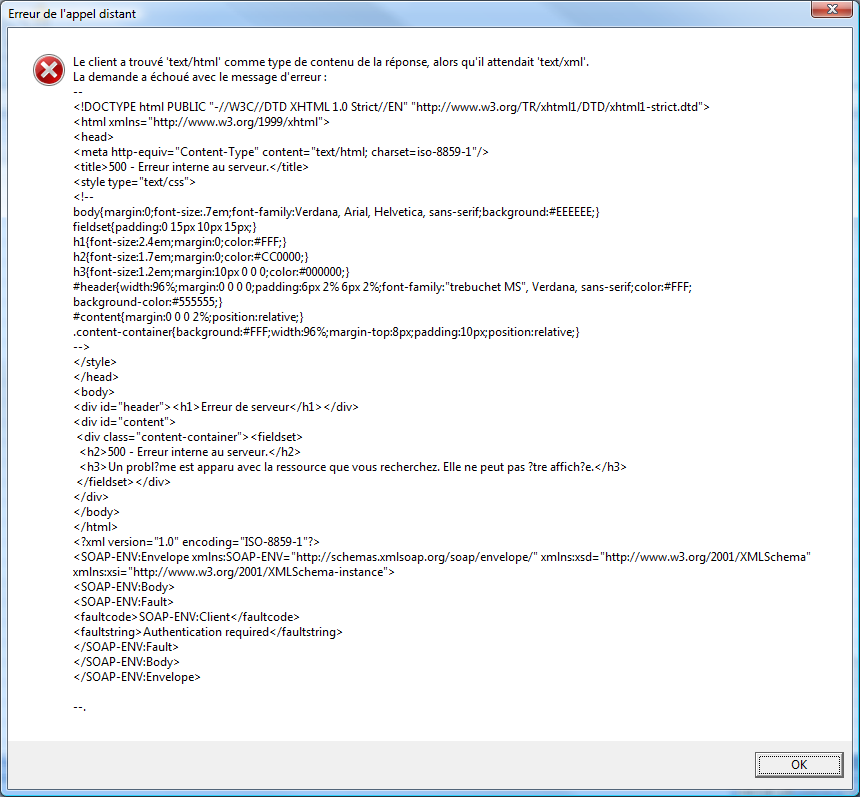 Erreur de l'appel distant
Le client a trouvé 'text/html' comme type de contenu de la réponse, alors qu'il attendait 'text/xml'.
La demande a échoué avec le message d'erreur :
--
<!DOCTYPE html PUBLIC "-//W3C//DTD XHTML 1.0 Strict//EN" "http://www.w3.org/TR/xhtml1/DTD/xhtml1-strict.dtd">
<html xmlns="http://www.w3.org/1999/xhtml">
<head>
<meta http-equiv="Content-Type" content="text/html; charset=iso-8859-1"/>
<title>500 - Erreur interne au serveur.</title>
<style type="text/css">
<!--
body{margin:0;font-size:.7em;font-family:Verdana, Arial, Helvetica, sans-serif;background:#EEEEEE;}
fieldset{padding:0 15px 10px 15px;}
h1{font-size:2.4em;margin:0;color:#FFF;}
h2{font-size:1.7em;margin:0;color:#CC0000;}
h3{font-size:1.2em;margin:10px 0 0 0;color:#000000;}
#header{width:96%;margin:0 0 0 0;padding:6px 2% 6px 2%;font-family:"trebuchet MS", Verdana, sans-serif;color:#FFF;
background-color:#555555;}
#content{margin:0 0 0 2%;position:relative;}
.content-container{background:#FFF;width:96%;margin-top:8px;padding:10px;position:relative;}
-->
</style>
</head>
<body>
<div id="header"><h1>Erreur de serveur</h1></div>
<div id="content">
<div class="content-container"><fieldset>
<h2>500 - Erreur interne au serveur.</h2>
<h3>Un probl?me est apparu avec la ressource que vous recherchez. Elle ne peut pas ?tre affich?e.</h3>
</fieldset></div>
</div>
</body>
</html>
<?xml version="1.0" encoding="ISO-8859-1"?>
<SOAP-ENV:Envelope xmlns:SOAP-ENV="http://schemas.xmlsoap.org/soap/envelope/" xmlns:xsd="http://www.w3.org/2001/XMLSchema"
xmlns:xsi="http://www.w3.org/2001/XMLSchema-instance">
<SOAP-ENV:Body>
<SOAP-ENV:Fault>
<faultcode>SOAP-ENV:Client</faultcode>
<faultstring>Authentication required</faultstring>
</SOAP-ENV:Fault>
</SOAP-ENV:Body>
</SOAP-ENV:Envelope>
--.
OK